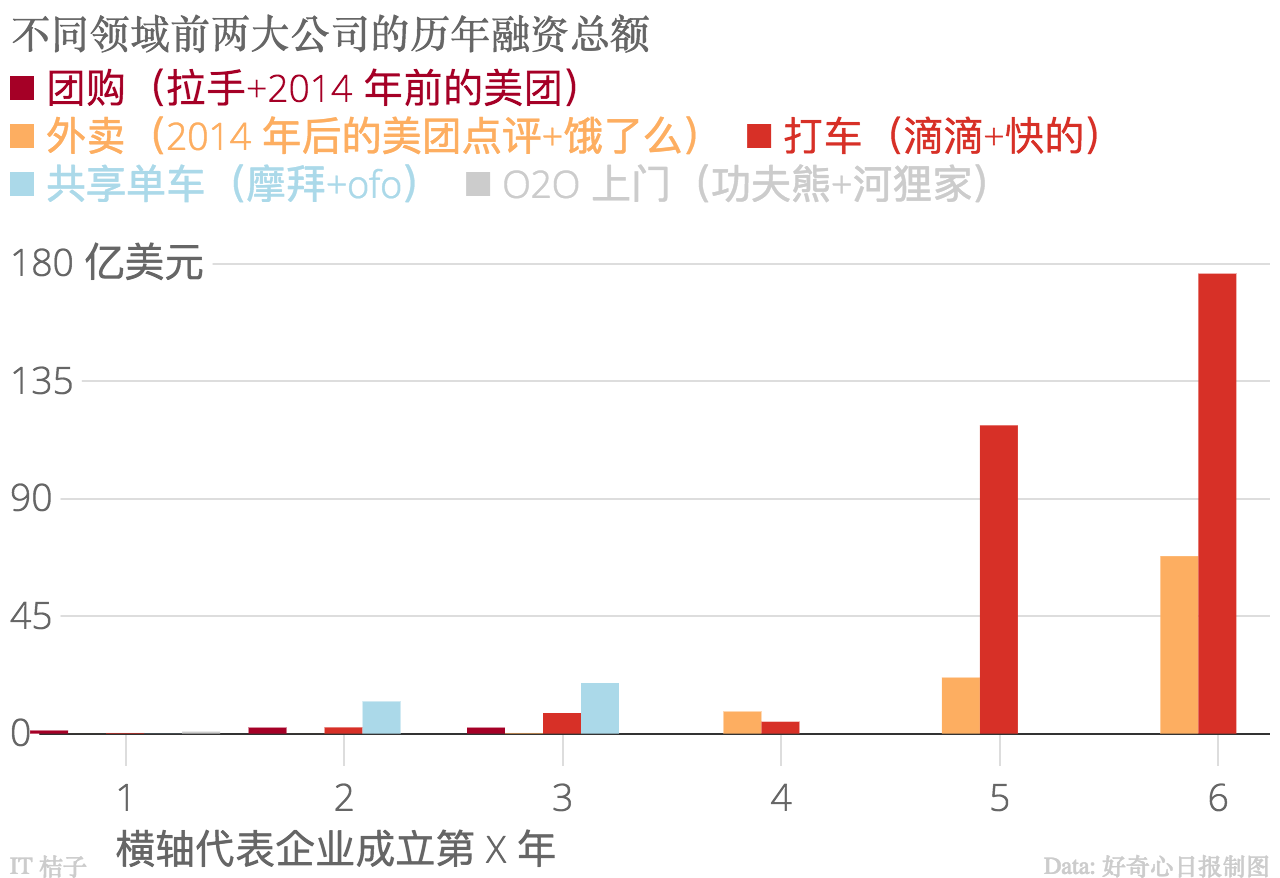 不同领域前两大公司的历年融资总额
团购（拉手+2014 年前的美团）
外卖（2014 年后的美团点评+饿了么） 打车（滴滴+快的）
共享单车（摩拜+ofo） O2O 上门（功夫熊+河狸家）
180 亿美元
135
90
45
0
1 2 3 4 5 6
横轴代表企业成立第 X 年
IT 桔子 Data: 好奇心日报制图